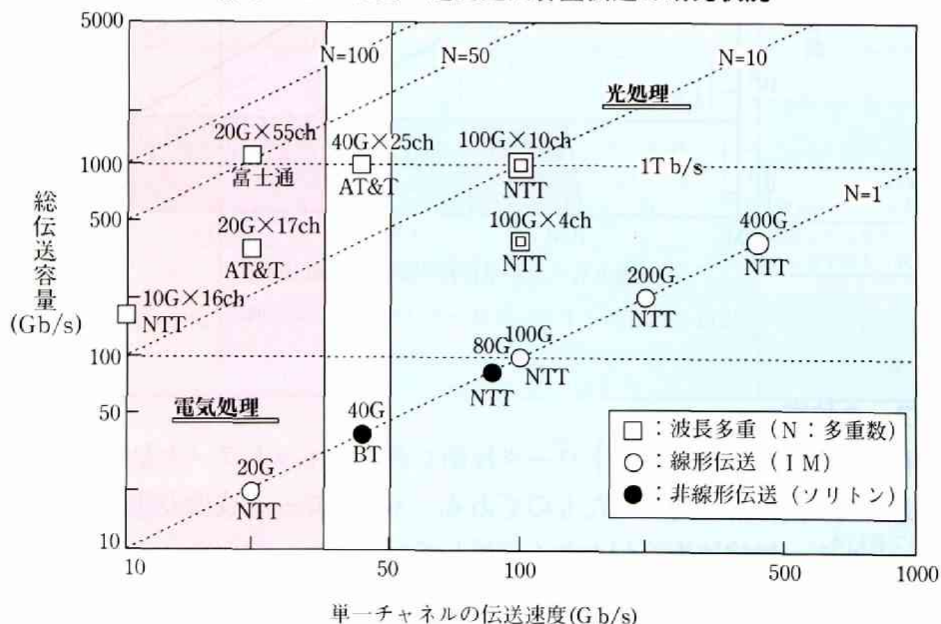 5000
N=100
N=50
N=10
光処理
20G×55ch
40G×25ch
100G×10ch
1000
富士通
AT&T
NTT
1T b/s
N=1
500
20G×17ch
100G×4ch
400G
AT&T
NTT
NTT
200G
10G×16ch
NTT
NTT
100
80G
100G
NTT
NTT
50
電気処理
40G
BT
20G
NTT
10
総伝送容量
(Gb/s)
□：波長多重（N：多重数）
○：線形伝送（IM）
●：非線形伝送（ソリトン）
10
50
100
500
1000
単一チャネルの伝送速度(Gb/s)